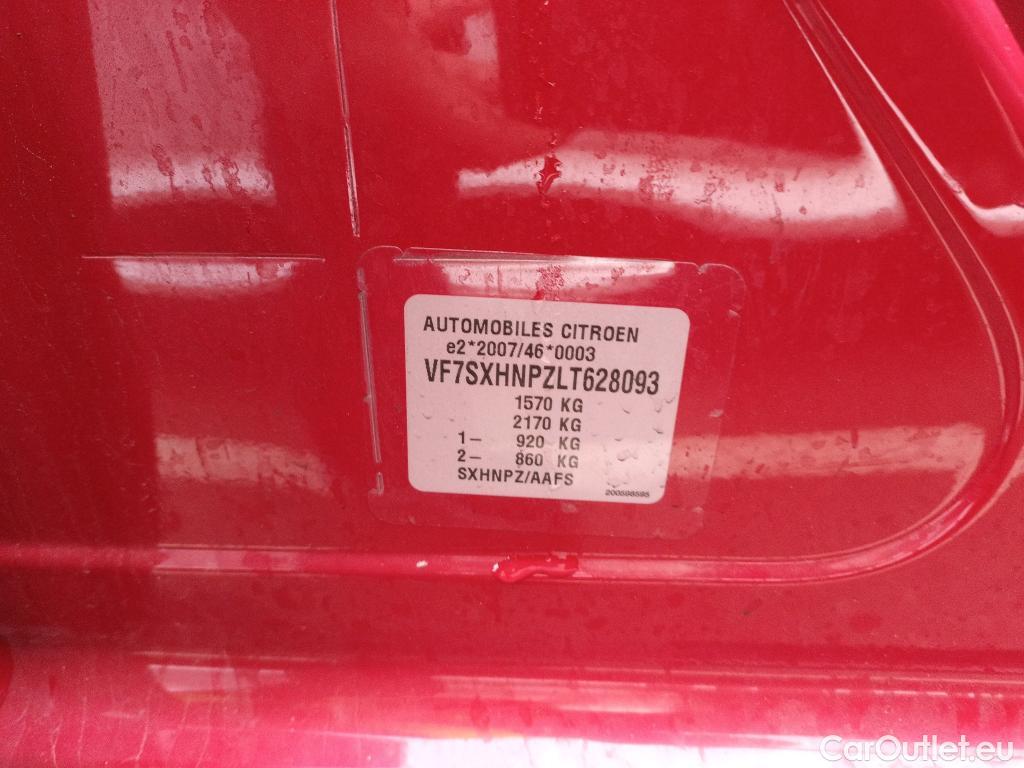 AUTOMOBILES CITROEN
e2*2007/46*0003
VF7SXHNPZLT628093
1570 KG
2170 KG
1- 920 KG
2- 860 KG
SXHNPZ/AAFS
200598595
CarOutlet.eu